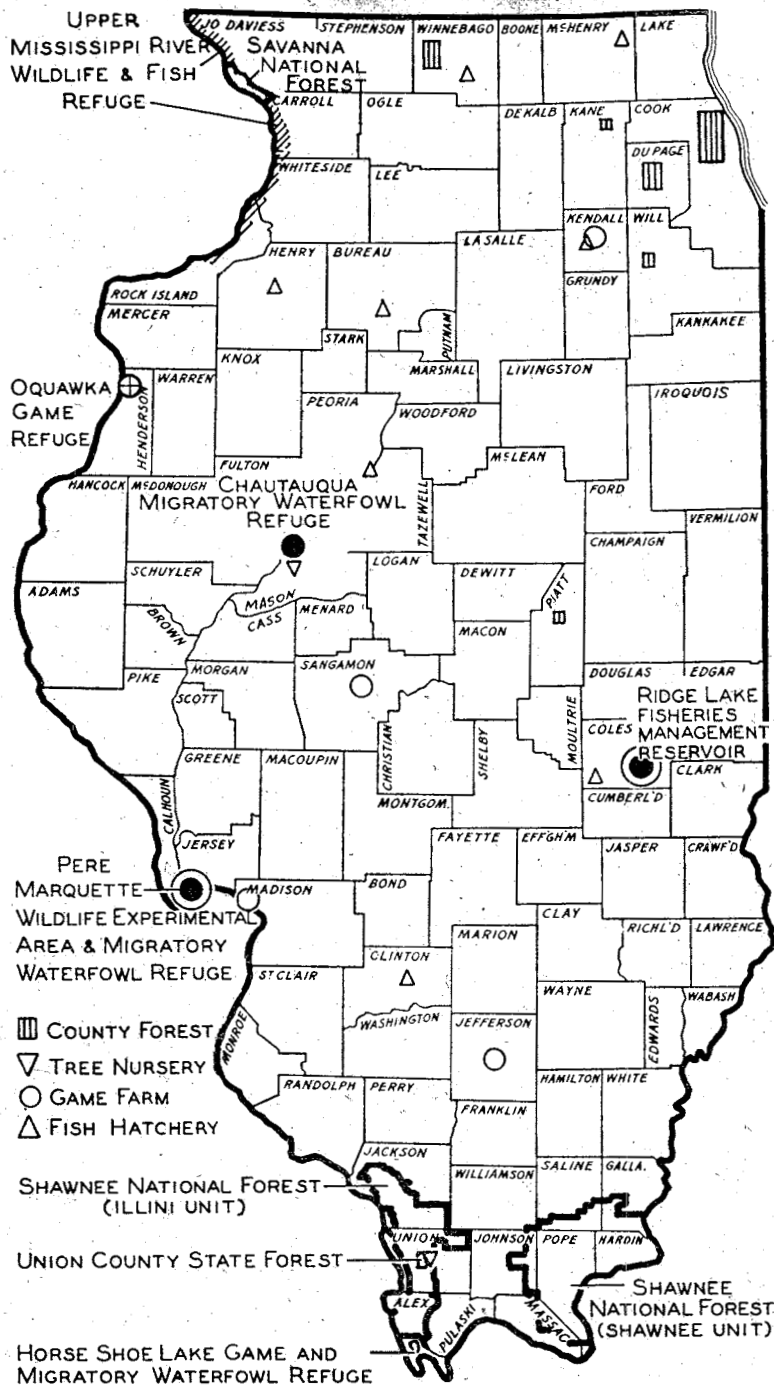 UPPER
MISSISSIPPI RIVER
WILDLIFE & FISH
REFUGE
SAVANNA
NATIONAL
FOREST
JO DAVIESS
STEPHENSON
WINNEBAGO
BOONE
McHENRY
LAKE
CARROLL
OGLE
DEKALB
KANE
COOK
DU PAGE
WHITESIDE
LEE
KENDALL
WILL
HENRY
BUREAU
LASALLE
GRUNDY
ROCK ISLAND
MERCER
STARK
PUTNAM
KANKAKEE
KNOX
MARSHALL
LIVINGSTON
OQUAWKA
GAME
REFUGE
HENDERSON
WARREN
PEORIA
WOODFORD
IROQUOIS
FULTON
McLEAN
HANCOCK
McDONOUGH
CHAUTAUQUA
MIGRATORY WATERFOWL
REFUGE
TAZEWELL
FORD
VERMILION
CHAMPAIGN
SCHUYLER
LOGAN
DEWITT
PIATT
ADAMS
BROWN
MASON
CASS
MENARD
MACON
PIKE
MORGAN
SANGAMON
DOUGLAS
EDGAR
SCOTT
CHRISTIAN
SHELBY
MOULTRIE
COLES
RIDGE LAKE
FISHERIES
MANAGEMENT
RESERVOIR
GREENE
MACOUPIN
CLARK
CALHOUN
MONTGOM.
CUMBERL'D
JERSEY
FAYETTE
EFF'GH'M
JASPER
CRAWF'D
PERE
MARQUETTE
WILDLIFE EXPERIMENTAL
AREA & MIGRATORY
WATERFOWL REFUGE
MADISON
BOND
CLAY
MARION
RICHL'D
LAWRENCE
ST CLAIR
CLINTON
WAYNE
EDWARDS
WABASH
MONROE
WASHINGTON
JEFFERSON
COUNTY FOREST
TREE NURSERY
GAME FARM
FISH HATCHERY
RANDOLPH
PERRY
HAMILTON
WHITE
FRANKLIN
JACKSON
WILLIAMSON
SALINE
GALLA.
SHAWNEE NATIONAL FOREST
(ILLINI UNIT)
UNION
JOHNSON
POPE
HARDIN
UNION COUNTY STATE FOREST
ALEX
PULASKI
MASSAC
SHAWNEE
NATIONAL FOREST
(SHAWNEE UNIT)
HORSE SHOE LAKE GAME AND
MIGRATORY WATERFOWL REFUGE